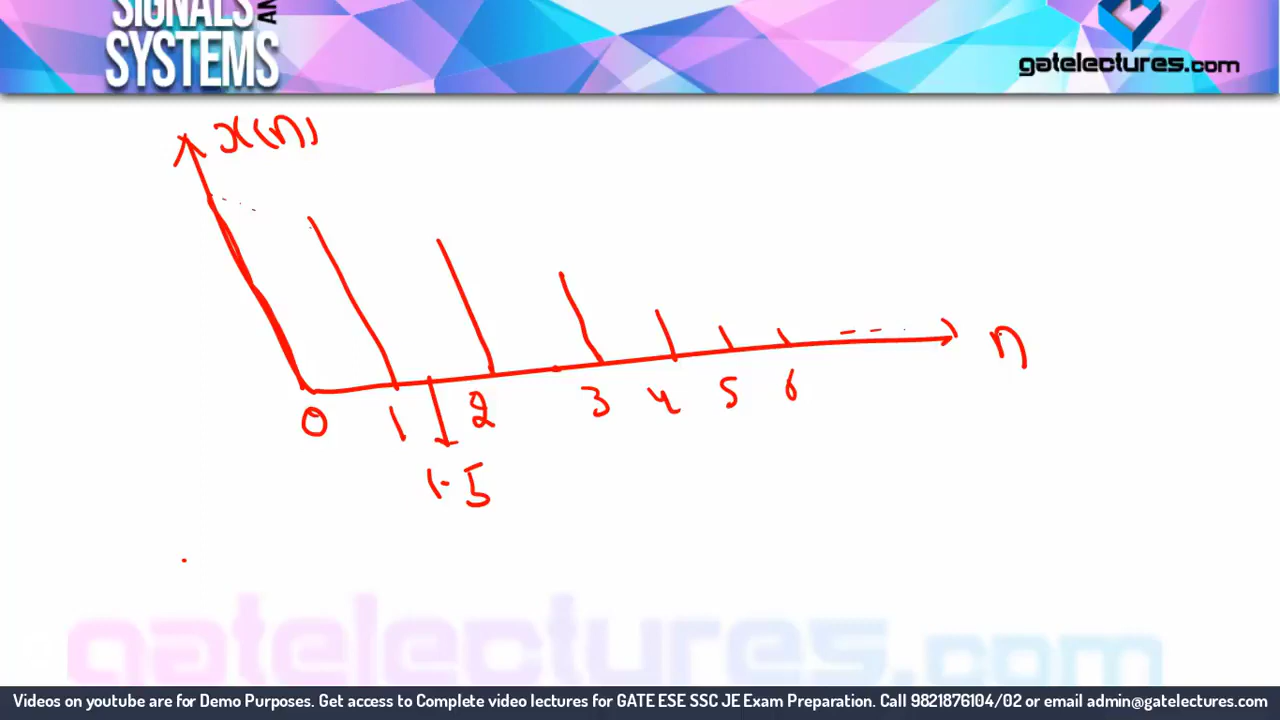 SIGNALS AN
SYSTEMS
gatelectures.com
x(n)
n
0 1 2 3 4 5 6
1.5
gatelectures.com
Videos on youtube are for Demo Purposes. Get access to Complete video lectures for GATE ESE SSC JE Exam Preparation. Call 9821876104/02 or email admin@gatelectures.com